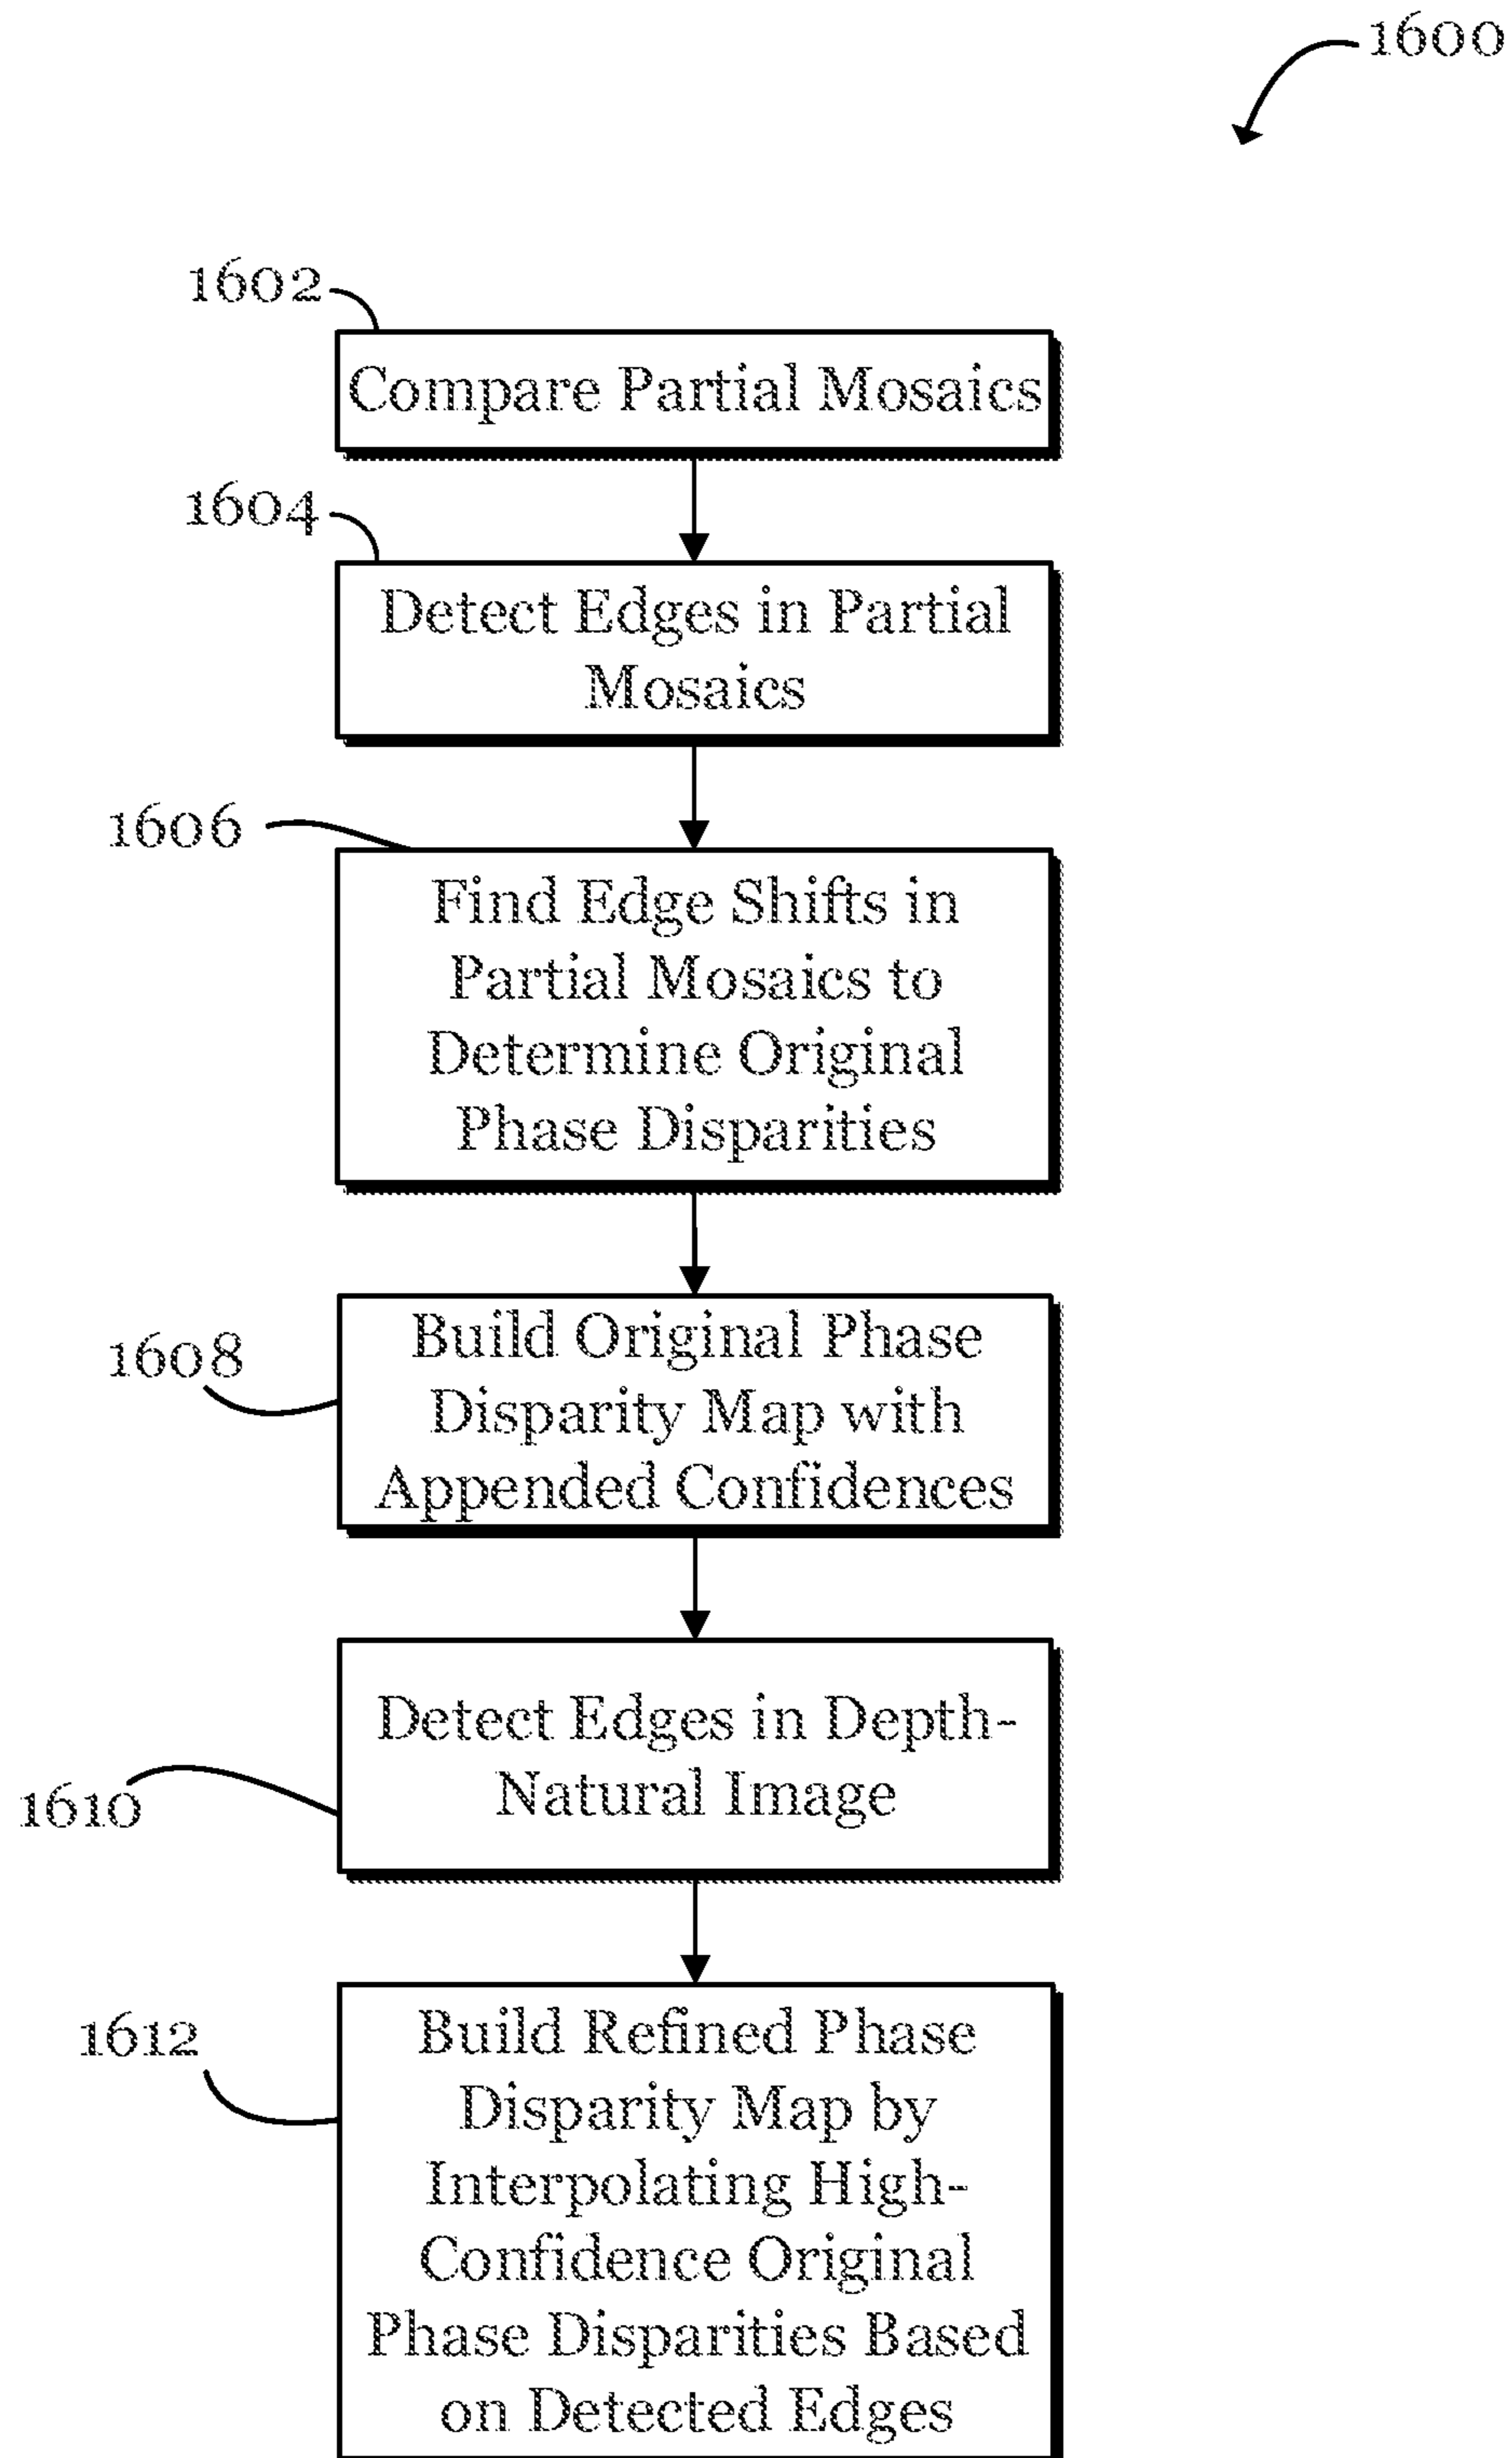 1600
1602
Compare Partial Mosaics
1604
Detect Edges in Partial
Mosaics
1606
Find Edge Shifts in
Partial Mosaics to
Determine Original
Phase Disparities
1608
Build Original Phase
Disparity Map with
Appended Confidences
1610
Detect Edges in Depth-
Natural Image
1612
Build Refined Phase
Disparity Map by
Interpolating High-
Confidence Original
Phase Disparities Based
on Detected Edges